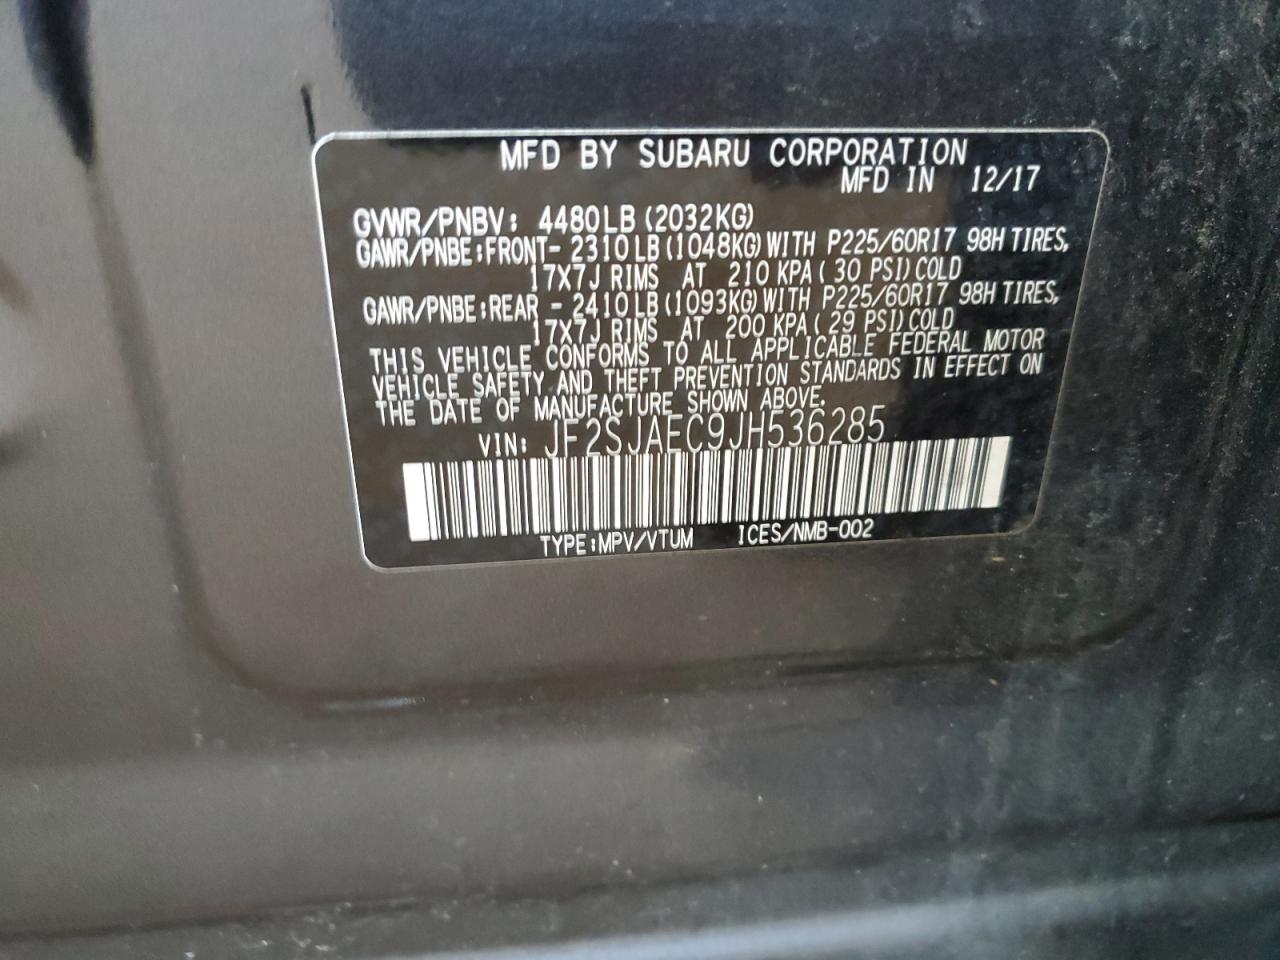 MFD BY SUBARU CORPORATION
MFD IN 12/17
GVWR/PNBV: 4480LB (2032KG)
GAWR/PNBE:FRONT- 2310LB (1048KG) WITH P225/60R17 98H TIRES,
17X7J RIMS AT 210 KPA ( 30 PSI) COLD
GAWR/PNBE:REAR - 2410LB (1093KG) WITH P225/60R17 98H TIRES,
17X7J RIMS AT 200 KPA ( 29 PSI) COLD
THIS VEHICLE CONFORMS TO ALL APPLICABLE FEDERAL MOTOR
VEHICLE SAFETY AND THEFT PREVENTION STANDARDS IN EFFECT ON
THE DATE OF MANUFACTURE SHOWN ABOVE.
VIN: JF2SJAEC9JH536285
TYPE:MPV/VTUM ICES/NMB-002